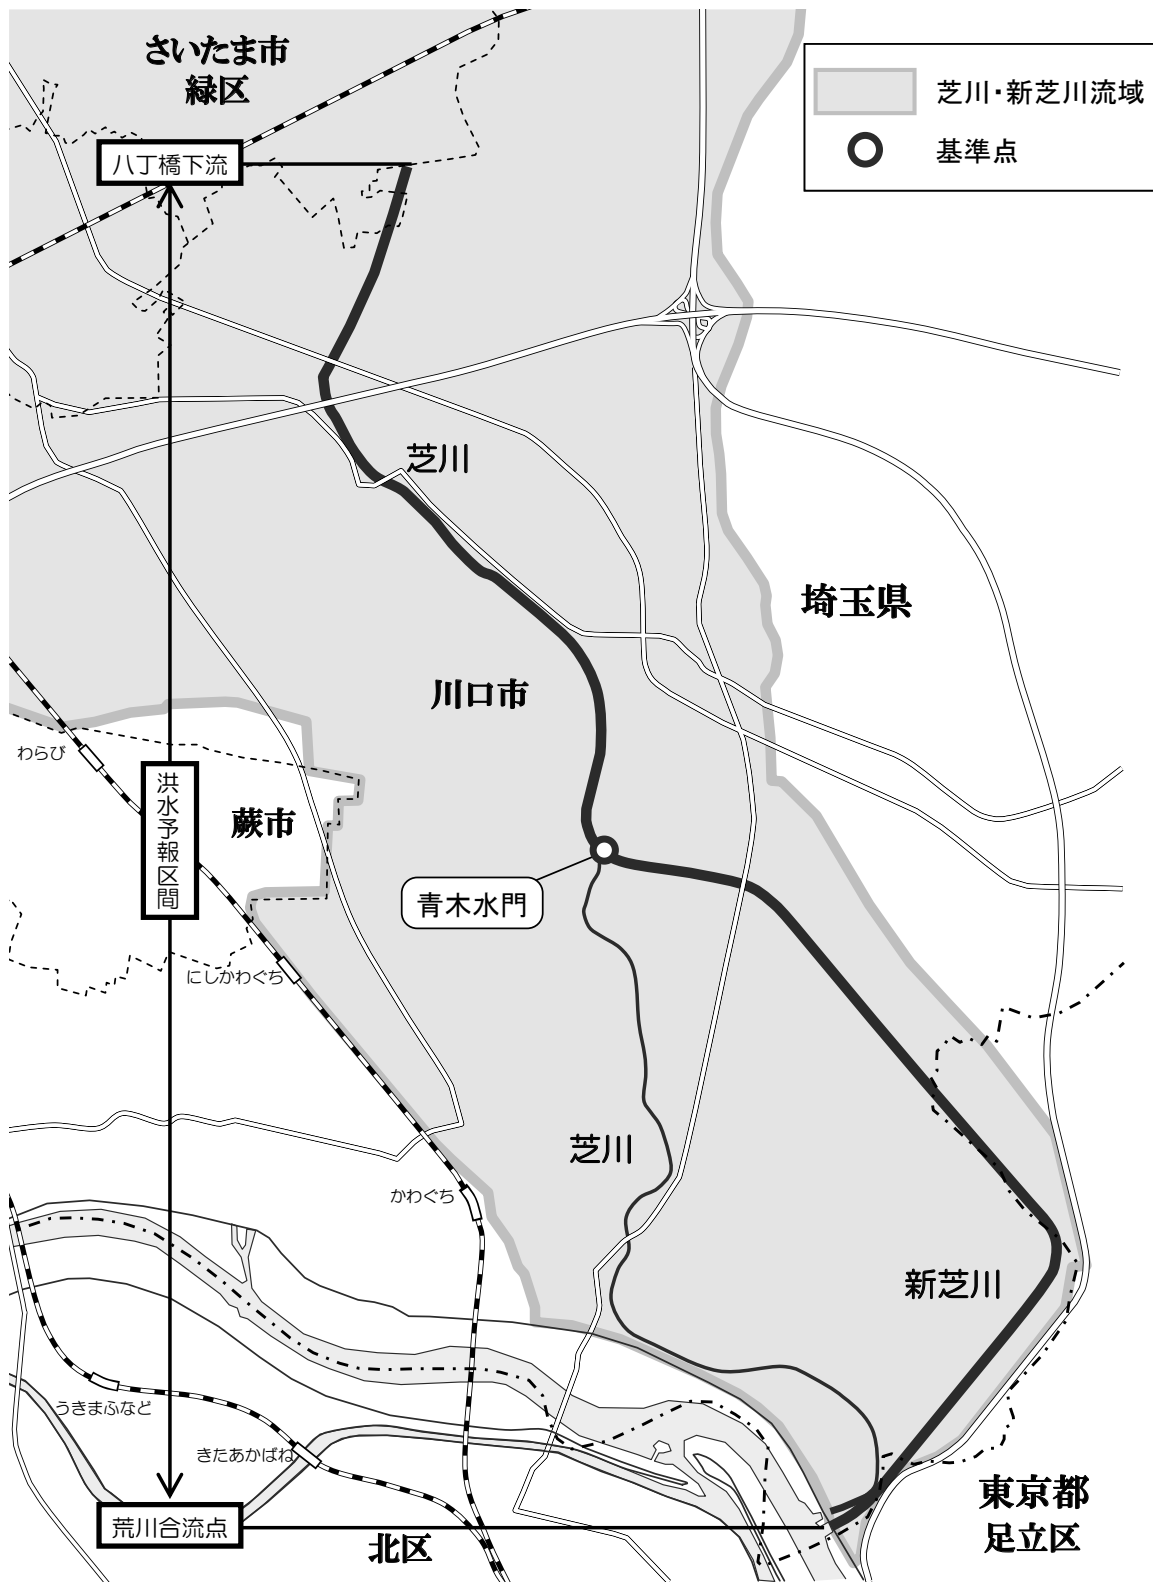 さいたま市
緑区
芝川・新芝川流域
基準点
八丁橋下流
芝川
埼玉県
川口市
わらび
洪水予報区間
蕨市
青木水門
にしかわぐち
芝川
かわぐち
新芝川
うきまふなど
きたあかばね
荒川合流点
北区
東京都
足立区